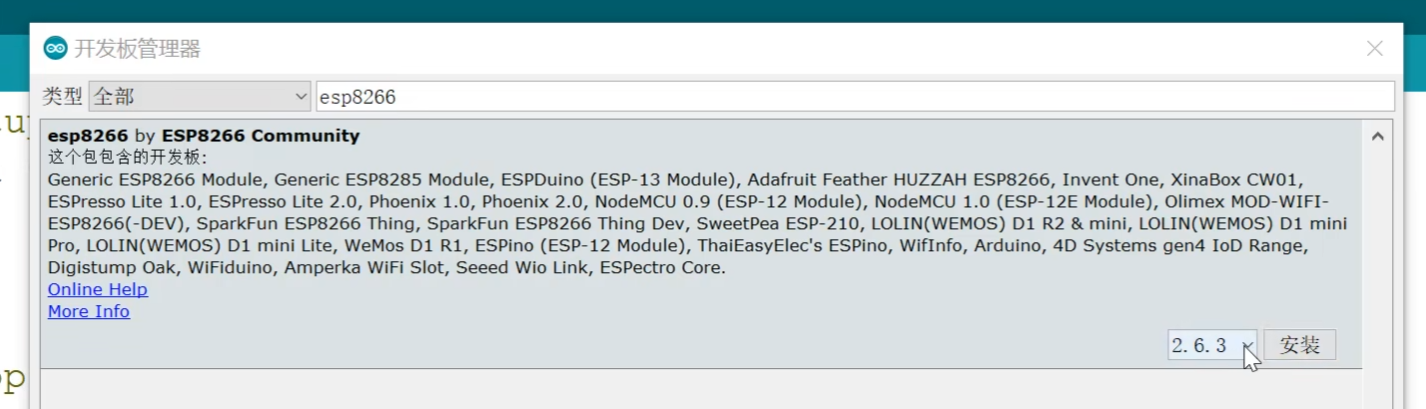 开发板管理器
类型 全部 esp8266
esp8266 by ESP8266 Community
这个包包含的开发板:
Generic ESP8266 Module, Generic ESP8285 Module, ESPDuino (ESP-13 Module), Adafruit Feather HUZZAH ESP8266, Invent One, XinaBox CW01,
ESPresso Lite 1.0, ESPresso Lite 2.0, Phoenix 1.0, Phoenix 2.0, NodeMCU 0.9 (ESP-12 Module), NodeMCU 1.0 (ESP-12E Module), Olimex MOD-WIFI-
ESP8266(-DEV), SparkFun ESP8266 Thing, SparkFun ESP8266 Thing Dev, SweetPea ESP-210, LOLIN(WEMOS) D1 R2 & mini, LOLIN(WEMOS) D1 mini
Pro, LOLIN(WEMOS) D1 mini Lite, WeMos D1 R1, ESPino (ESP-12 Module), ThaiEasyElec's ESPino, WifInfo, Arduino, 4D Systems gen4 IoD Range,
Digistump Oak, WiFiduino, Amperka WiFi Slot, Seeed Wio Link, ESPectro Core.
Online Help
More Info
2.6.3 安装